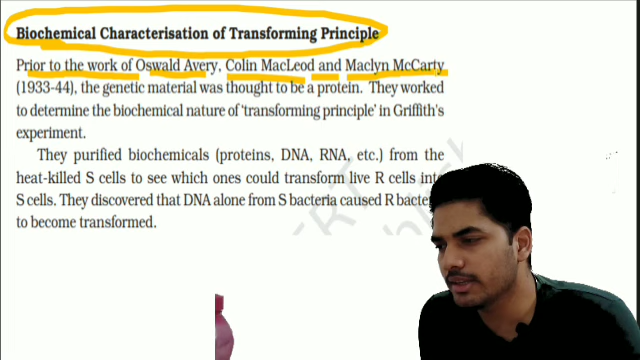 Biochemical Characterisation of Transforming Principle
Prior to the work of Oswald Avery, Colin MacLeod and Maclyn McCarty
(1933-44), the genetic material was thought to be a protein. They worked
to determine the biochemical nature of ‘transforming principle’ in Griffith's
experiment.
They purified biochemicals (proteins, DNA, RNA, etc.) from the
heat-killed S cells to see which ones could transform live R cells into
S cells. They discovered that DNA alone from S bacteria caused R
to become transformed.